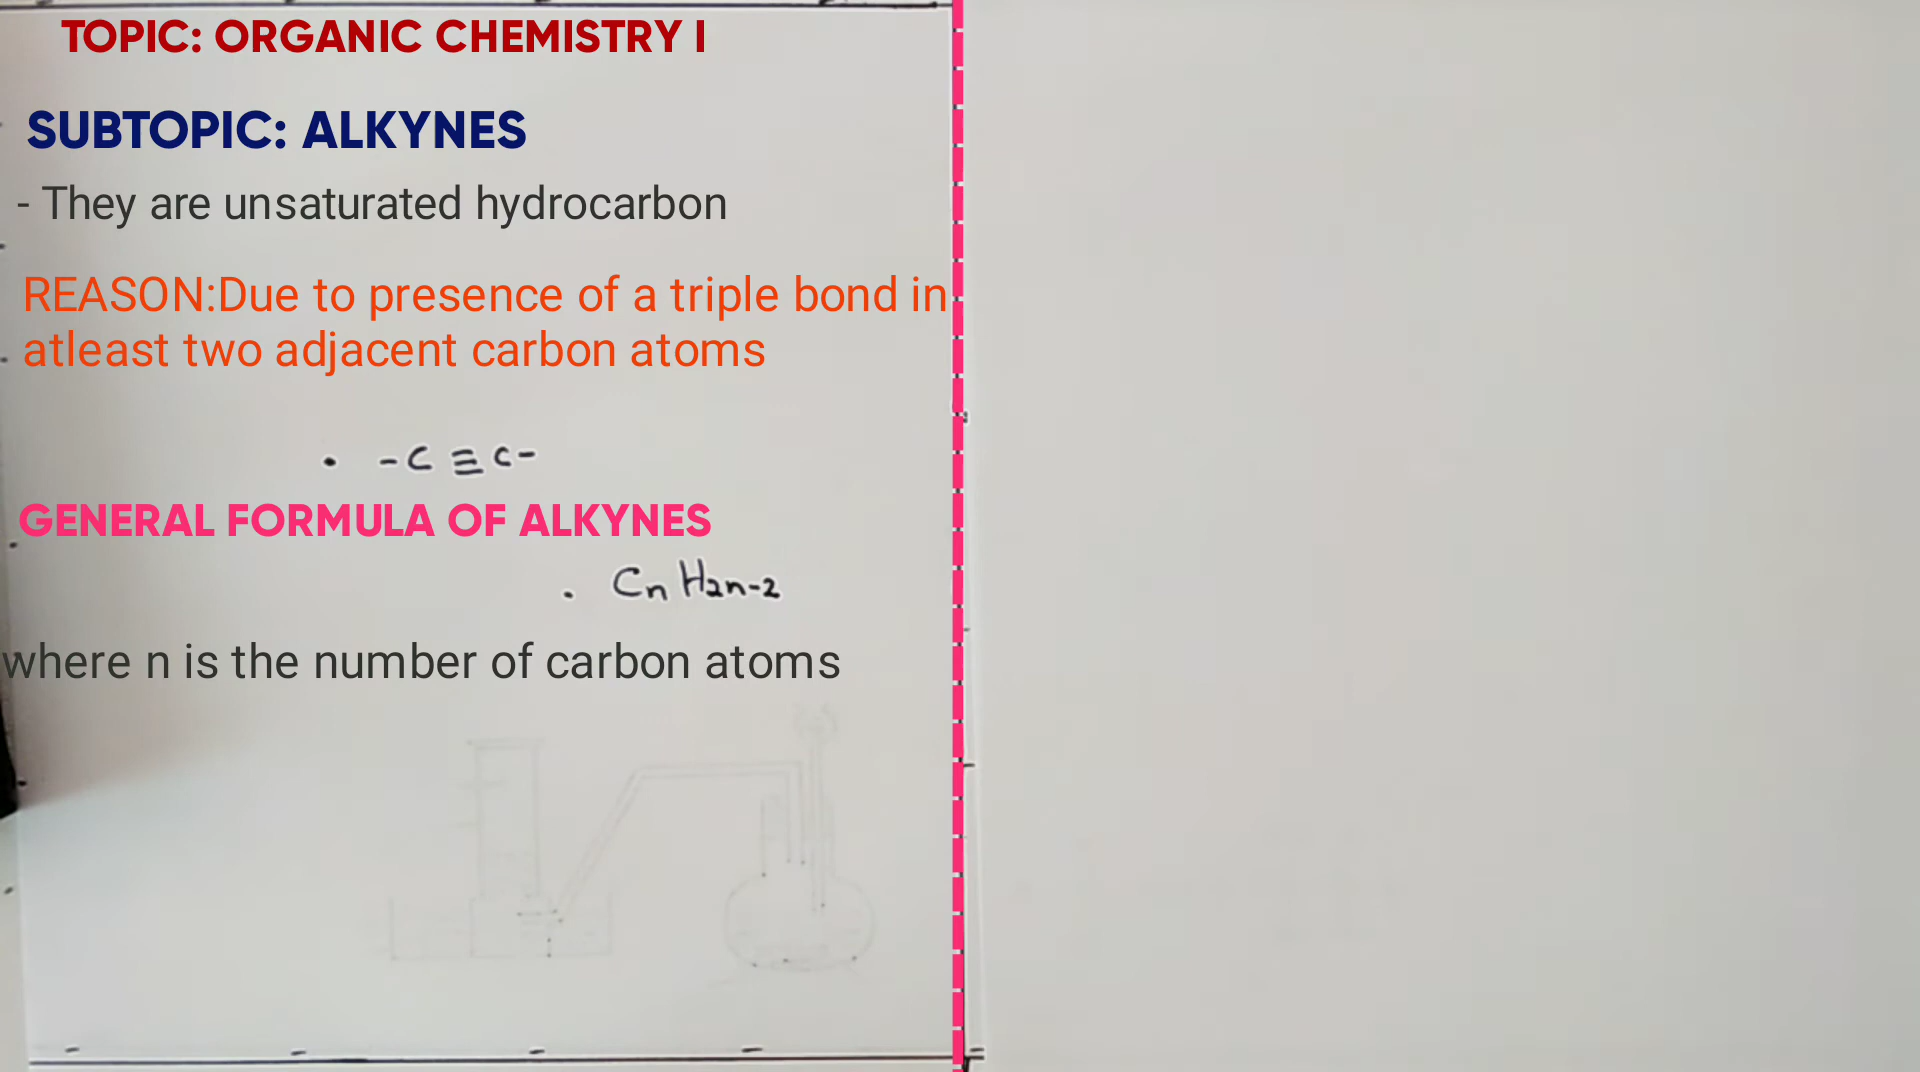 TOPIC: ORGANIC CHEMISTRY I
SUBTOPIC: ALKYNES
- They are unsaturated hydrocarbon
REASON:Due to presence of a triple bond in
atleast two adjacent carbon atoms
• -C≡C-
GENERAL FORMULA OF ALKYNES
. CnH2n-2
where n is the number of carbon atoms